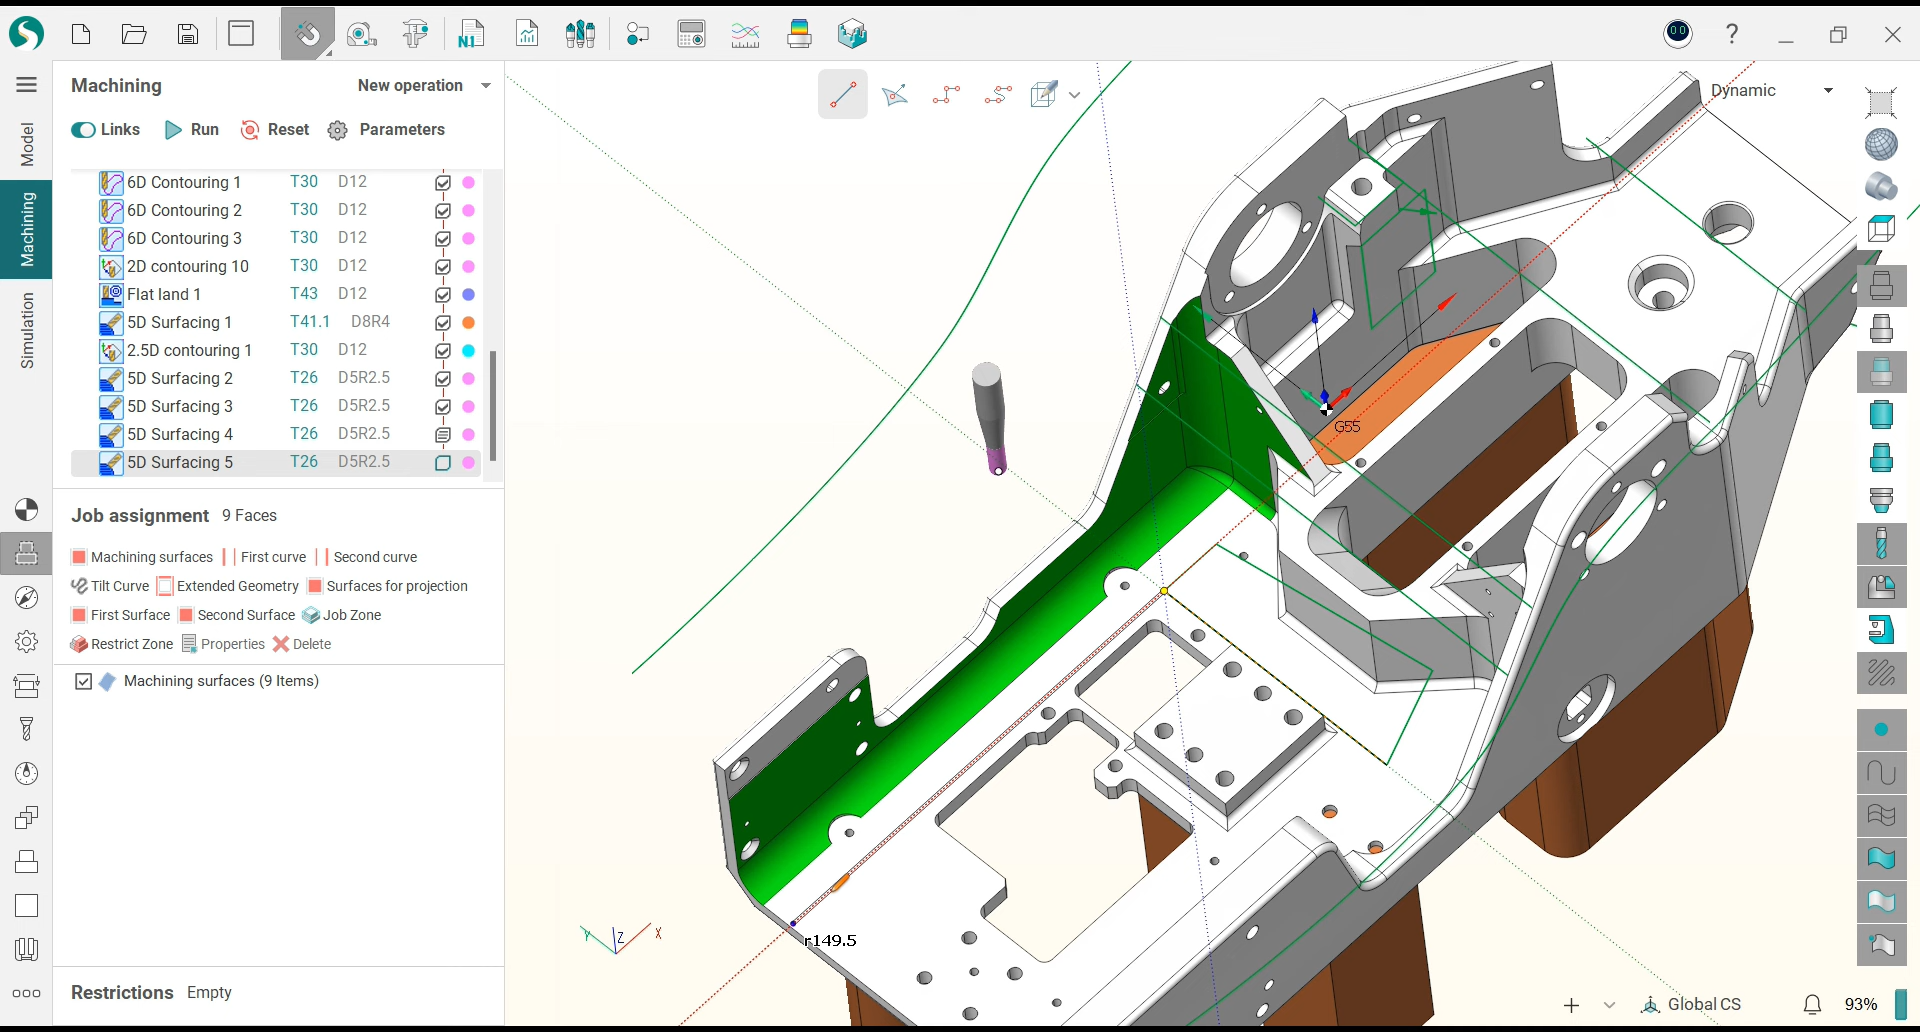 N1
?
Machining New operation
Links Run Reset Parameters
Model
Machining
Simulation
6D Contouring 1 T30 D12
6D Contouring 2 T30 D12
6D Contouring 3 T30 D12
2D contouring 10 T30 D12
Flat land 1 T43 D12
5D Surfacing 1 T41.1 D8R4
2.5D contouring 1 T30 D12
5D Surfacing 2 T26 D5R2.5
5D Surfacing 3 T26 D5R2.5
5D Surfacing 4 T26 D5R2.5
5D Surfacing 5 T26 D5R2.5
Job assignment 9 Faces
Machining surfaces First curve Second curve
Tilt Curve Extended Geometry Surfaces for projection
First Surface Second Surface Job Zone
Restrict Zone Properties Delete
Machining surfaces (9 Items)
Restrictions Empty
Dynamic
G55
r149.5
Y Z X
Global CS 93%